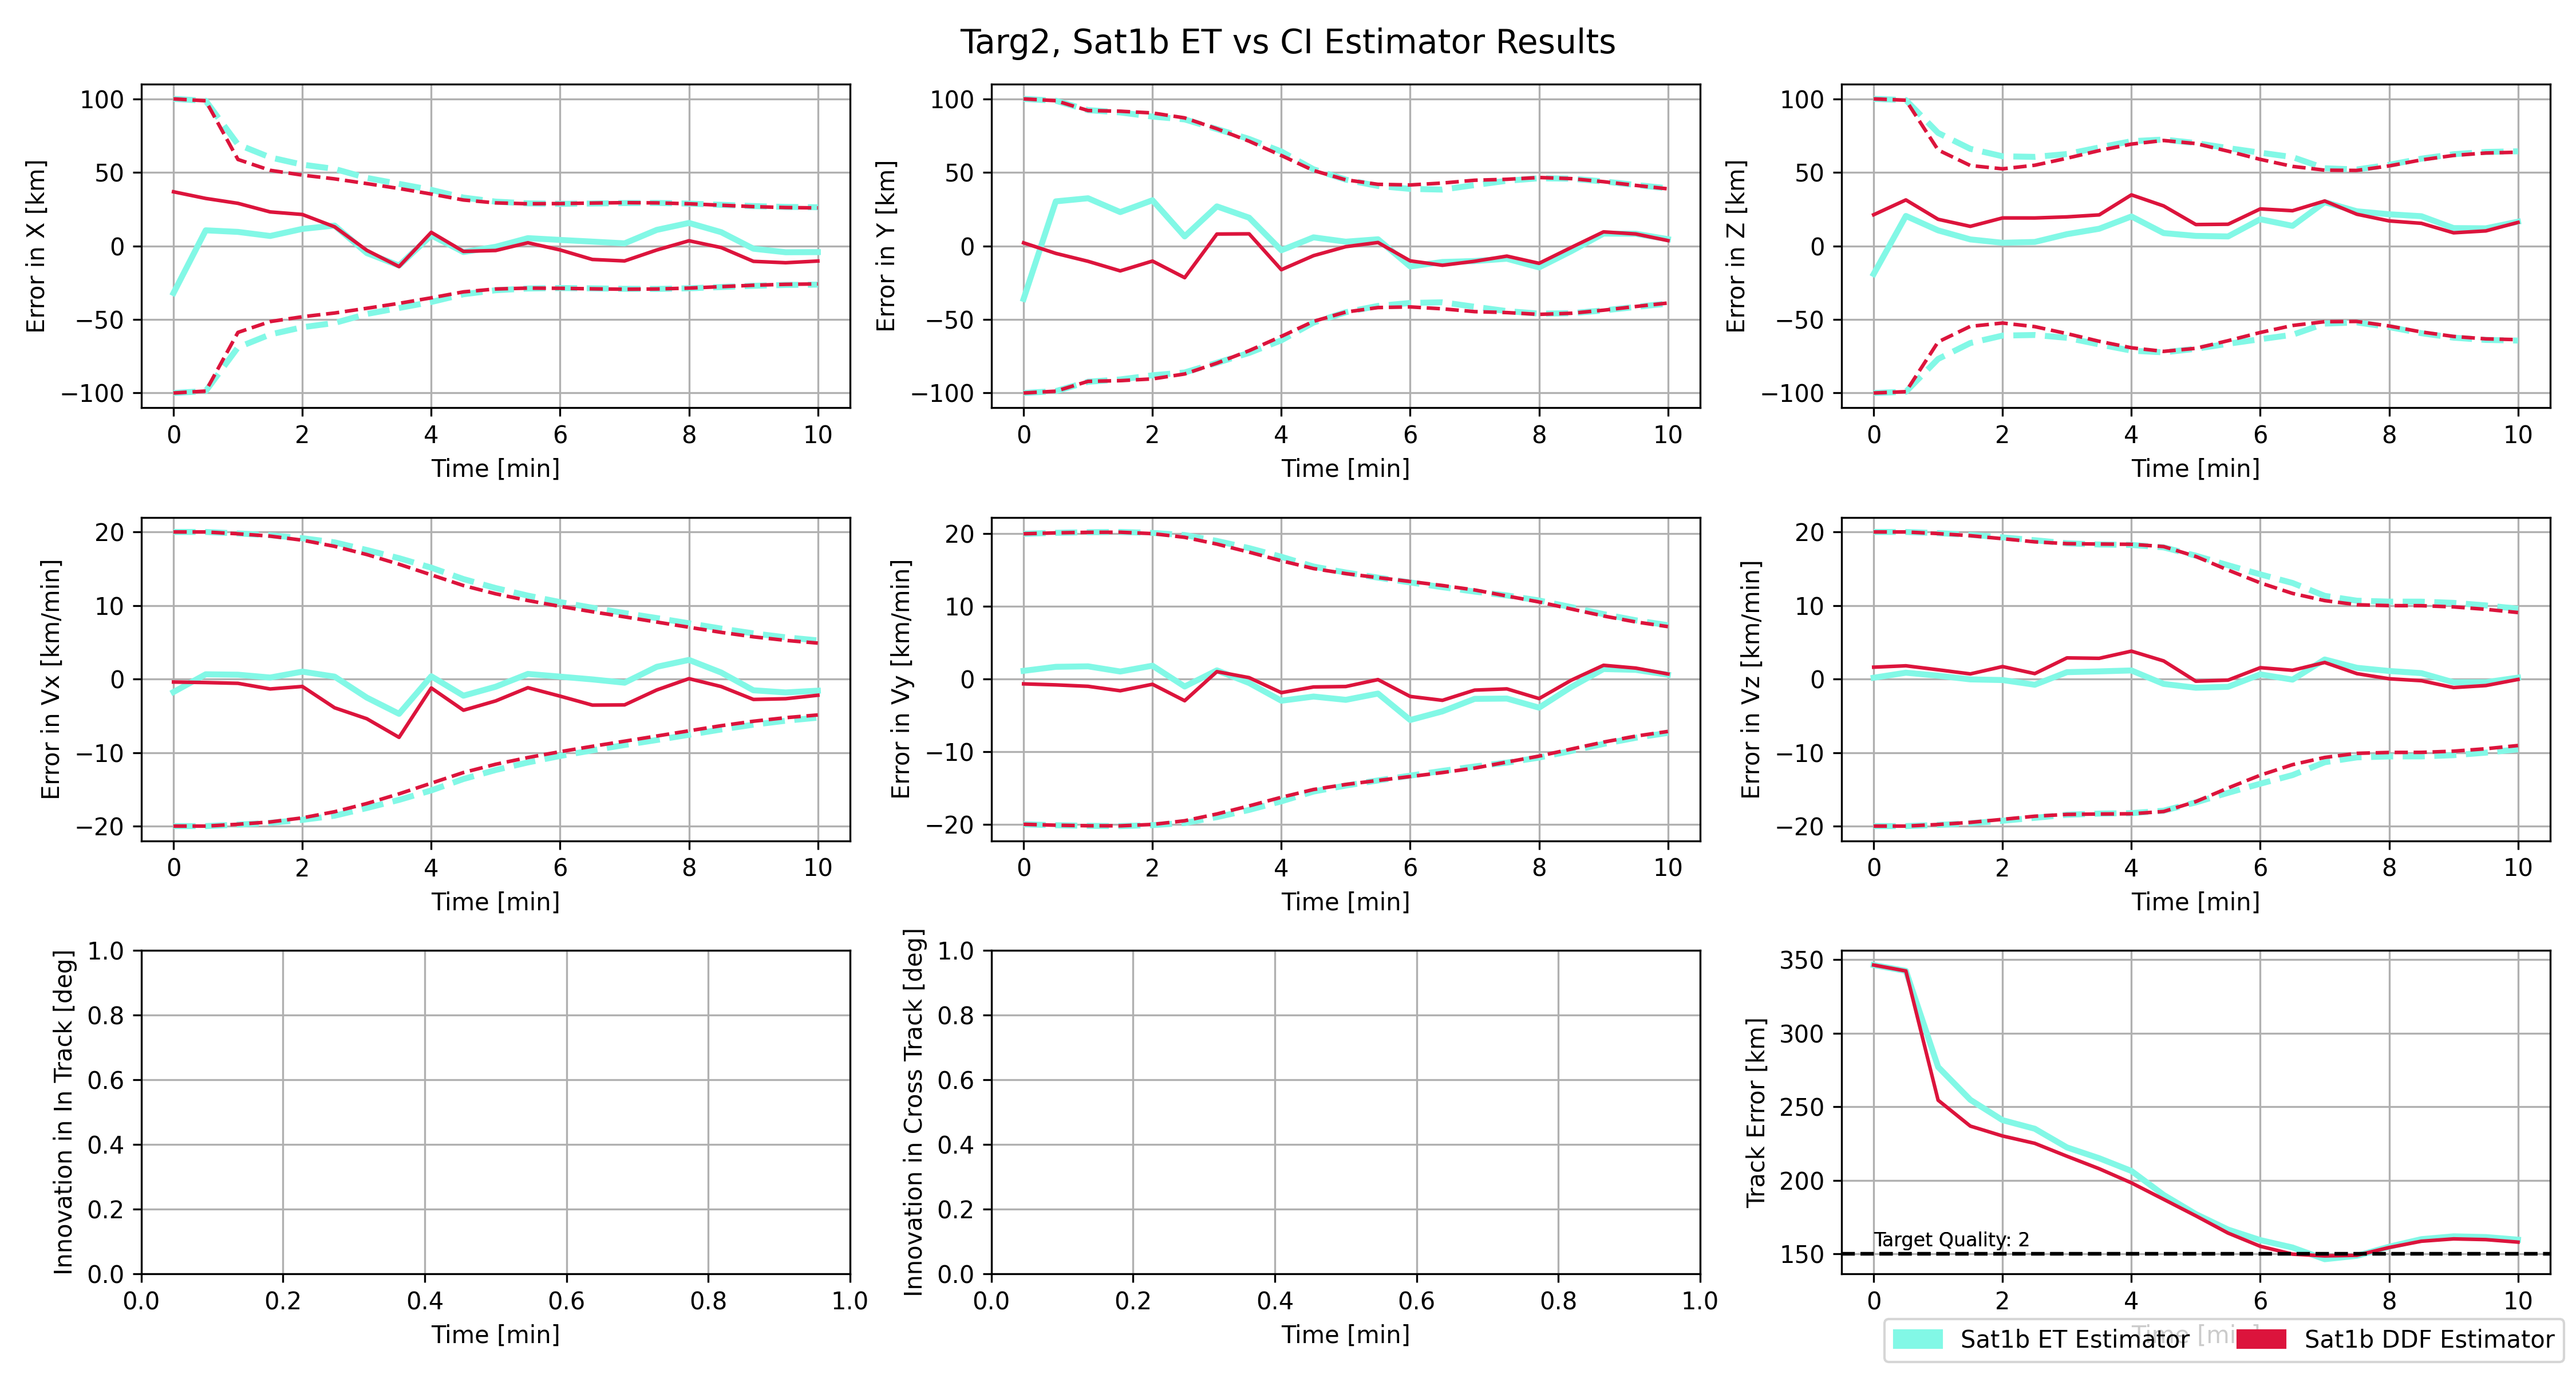 Targ2, Sat1b ET vs CI Estimator Results
Error in X [km]
100
50
0
−50
−100
0 2 4 6 8 10
Time [min]
Error in Y [km]
100
50
0
−50
−100
0 2 4 6 8 10
Time [min]
Error in Z [km]
100
50
0
−50
−100
0 2 4 6 8 10
Time [min]
Error in Vx [km/min]
20
10
0
−10
−20
0 2 4 6 8 10
Time [min]
Error in Vy [km/min]
20
10
0
−10
−20
0 2 4 6 8 10
Time [min]
Error in Vz [km/min]
20
10
0
−10
−20
0 2 4 6 8 10
Time [min]
Innovation in In Track [deg]
1.0
0.8
0.6
0.4
0.2
0.0
0.0 0.2 0.4 0.6 0.8 1.0
Time [min]
Innovation in Cross Track [deg]
1.0
0.8
0.6
0.4
0.2
0.0
0.0 0.2 0.4 0.6 0.8 1.0
Time [min]
Track Error [km]
350
300
250
200
150
Target Quality: 2
0 2 4 6 8 10
Time [min]
Sat1b ET Estimator
Sat1b DDF Estimator